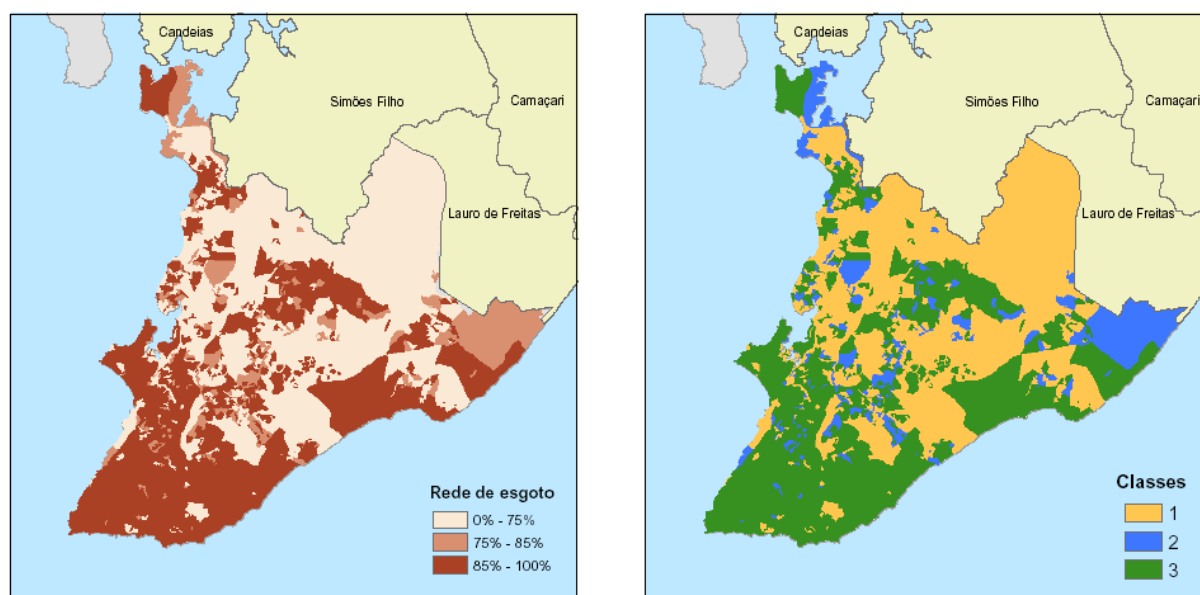 Candeias
Simões Filho
Camaçari
Lauro de Freitas
Rede de esgoto
0% - 75%
75% - 85%
85% - 100%
Candeias
Simões Filho
Camaçari
Lauro de Freitas
Classes
1
2
3